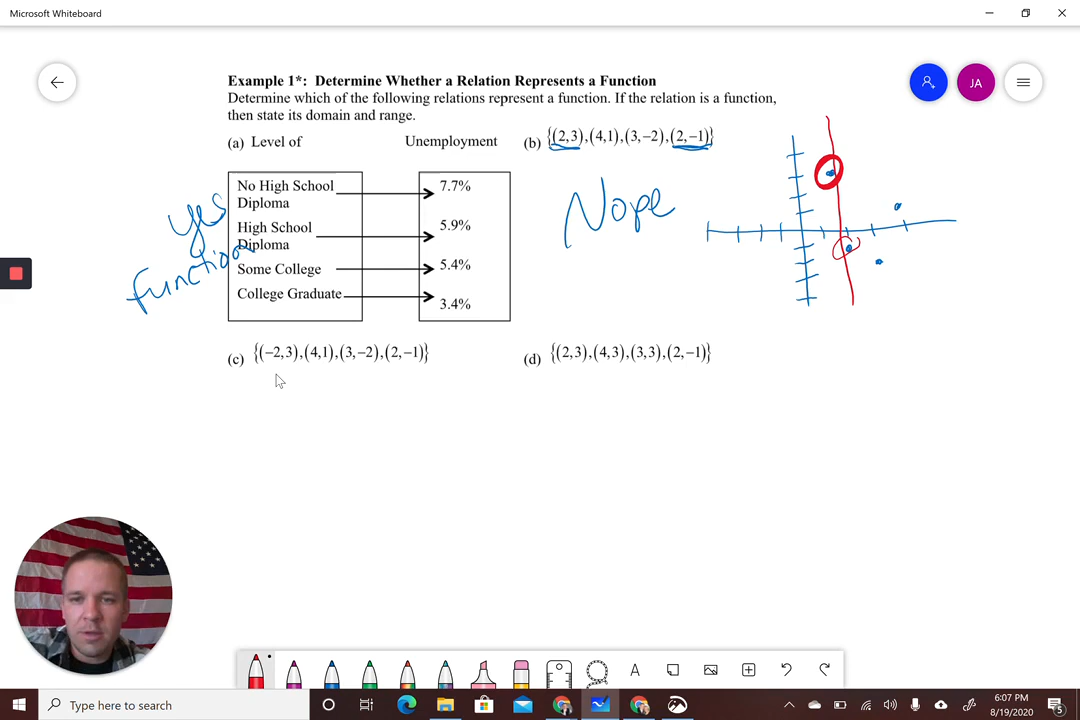 Microsoft Whiteboard
JA
Example 1*: Determine Whether a Relation Represents a Function
Determine which of the following relations represent a function. If the relation is a function,
then state its domain and range.
(a) Level of Unemployment
(b) {(2,3),(4,1),(3,−2),(2,−1)}
No High School
Diploma
7.7%
High School
Diploma
5.9%
Some College
5.4%
College Graduate
3.4%
yes
function
Nope
(c) {(−2,3),(4,1),(3,−2),(2,−1)}
(d) {(2,3),(4,3),(3,3),(2,−1)}
A
Type here to search
6:07 PM
8/19/2020
5